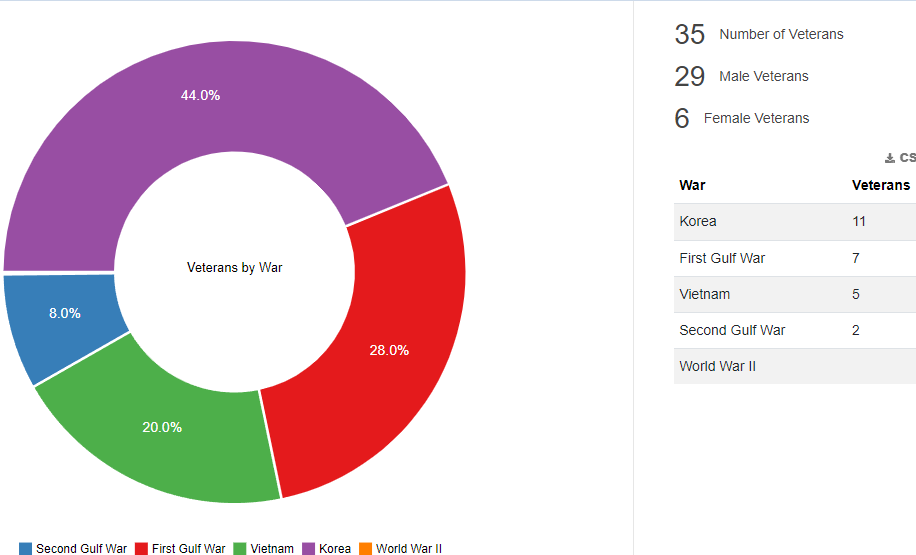 44.0%
8.0%
20.0%
28.0%
Veterans by War
Second Gulf War First Gulf War Vietnam Korea World War II
35 Number of Veterans
29 Male Veterans
6 Female Veterans
CS
War Veterans
Korea 11
First Gulf War 7
Vietnam 5
Second Gulf War 2
World War II